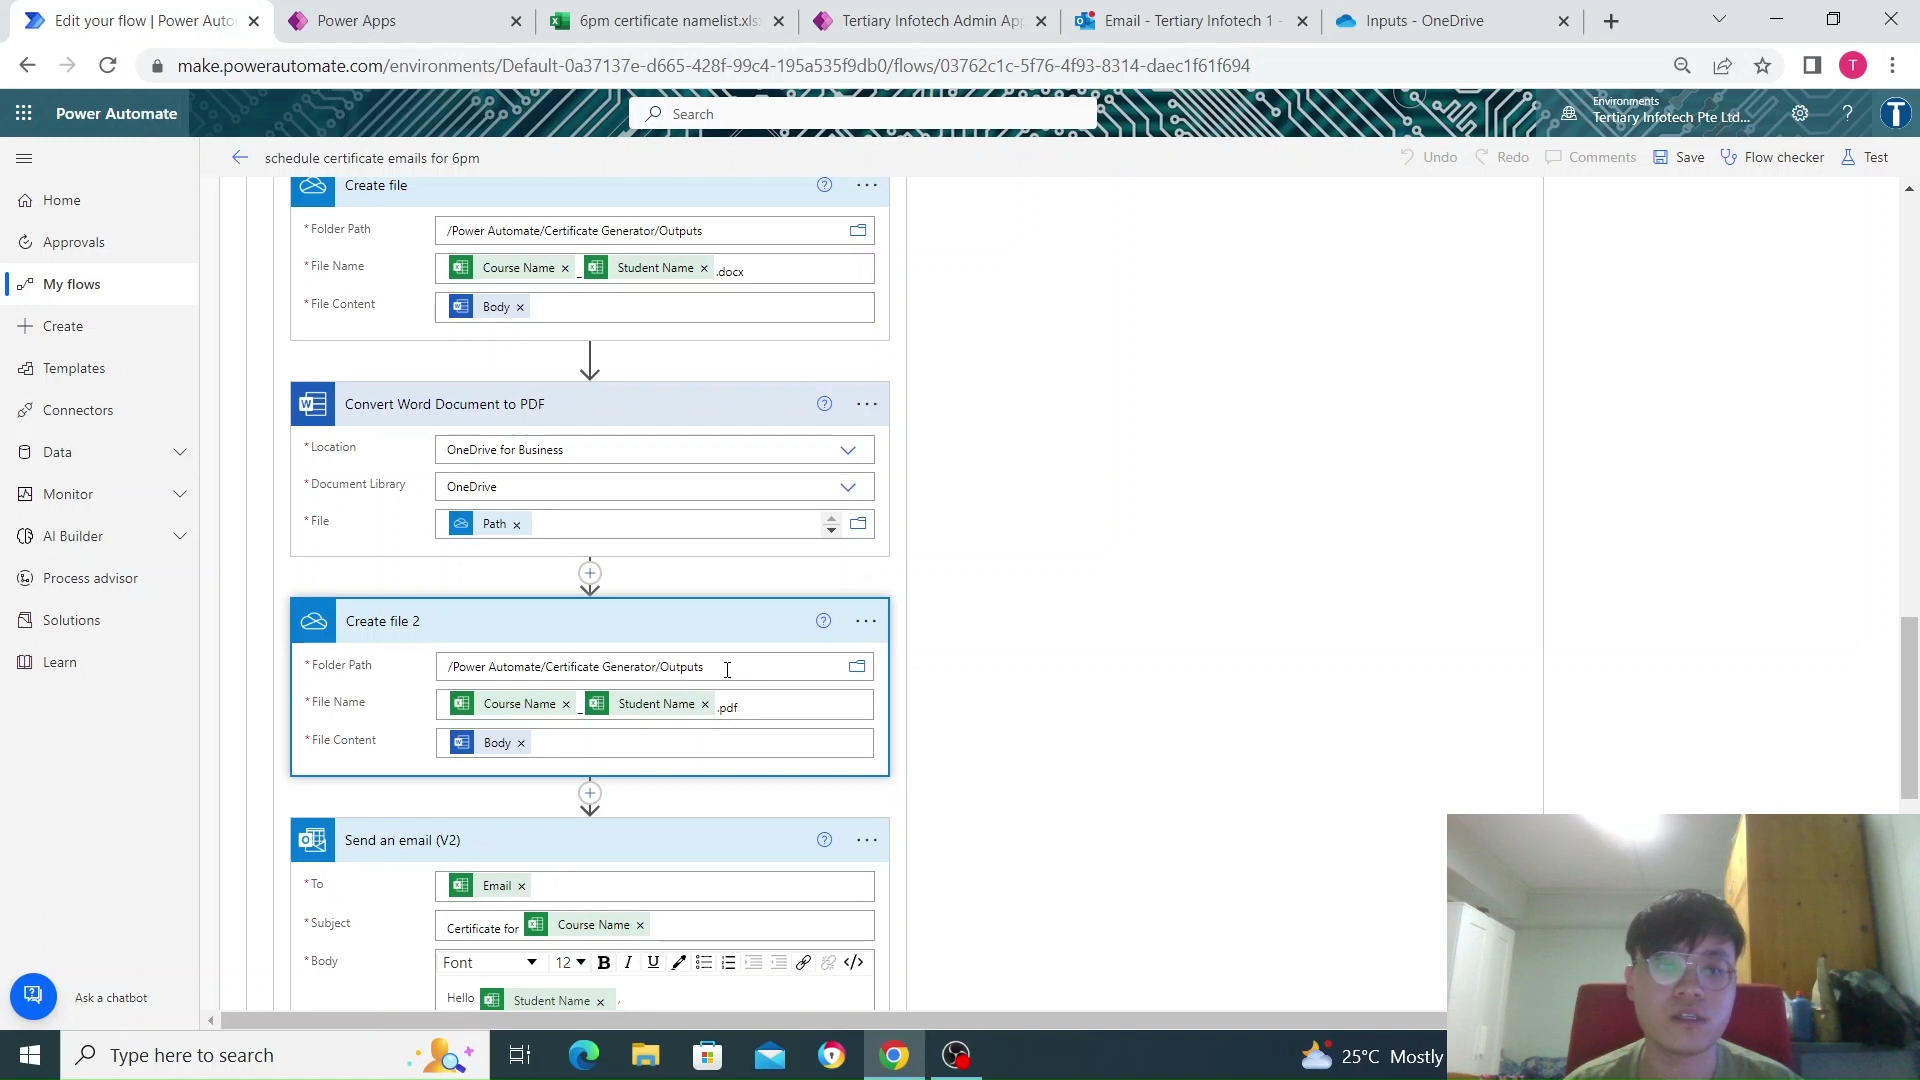 Edit your flow | Power Auto
Power Apps
6pm certificate namelist.xls
Tertiary Infotech Admin App
Email - Tertiary Infotech 1 -
Inputs - OneDrive
make.powerautomate.com/environments/Default-0a37137e-d665-428f-99c4-195a535f9db0/flows/03762c1c-5f76-4f93-8314-daec1f61f694
T
Power Automate
Search
Environments
Tertiary Infotech Pte Ltd...
T
schedule certificate emails for 6pm
Undo
Redo
Comments
Save
Flow checker
Test
Home
Approvals
My flows
Create
Templates
Connectors
Data
Monitor
AI Builder
Process advisor
Solutions
Learn
Ask a chatbot
Create file
* Folder Path
/Power Automate/Certificate Generator/Outputs
* File Name
Course Name × _ Student Name × .docx
* File Content
Body ×
Convert Word Document to PDF
* Location
OneDrive for Business
* Document Library
OneDrive
* File
Path ×
Create file 2
* Folder Path
/Power Automate/Certificate Generator/Outputs
* File Name
Course Name × _ Student Name × .pdf
* File Content
Body ×
Send an email (V2)
* To
Email ×
* Subject
Certificate for Course Name ×
* Body
Font 12 B I U </>
Hello Student Name × ,
Type here to search
25°C Mostly